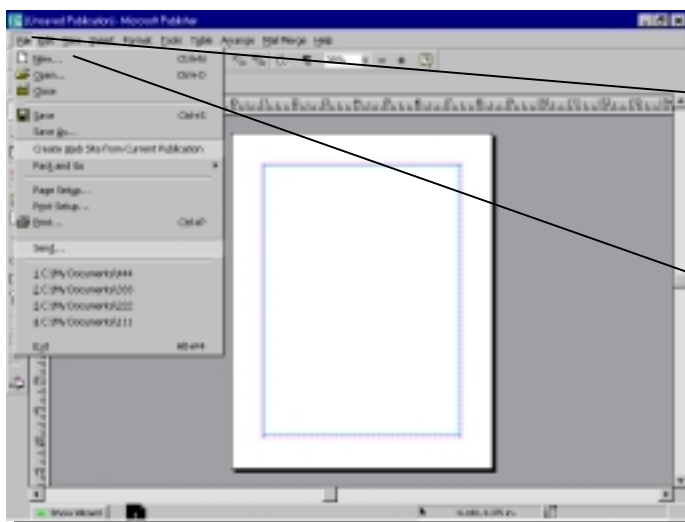 (Unsaved Publication) - Microsoft Publisher
File Edit View Insert Format Tools Table Arrange Mail Merge Help
New... Ctrl+N
Open... Ctrl+O
Close
Save Ctrl+S
Save As...
Create Web Site from Current Publication
Pack and Go
Page Setup...
Print Setup...
Print... Ctrl+P
Send...
1 C:\My Documents\444
2 C:\My Documents\333
3 C:\My Documents\222
4 C:\My Documents\111
Exit Alt+F4
Show Wizard